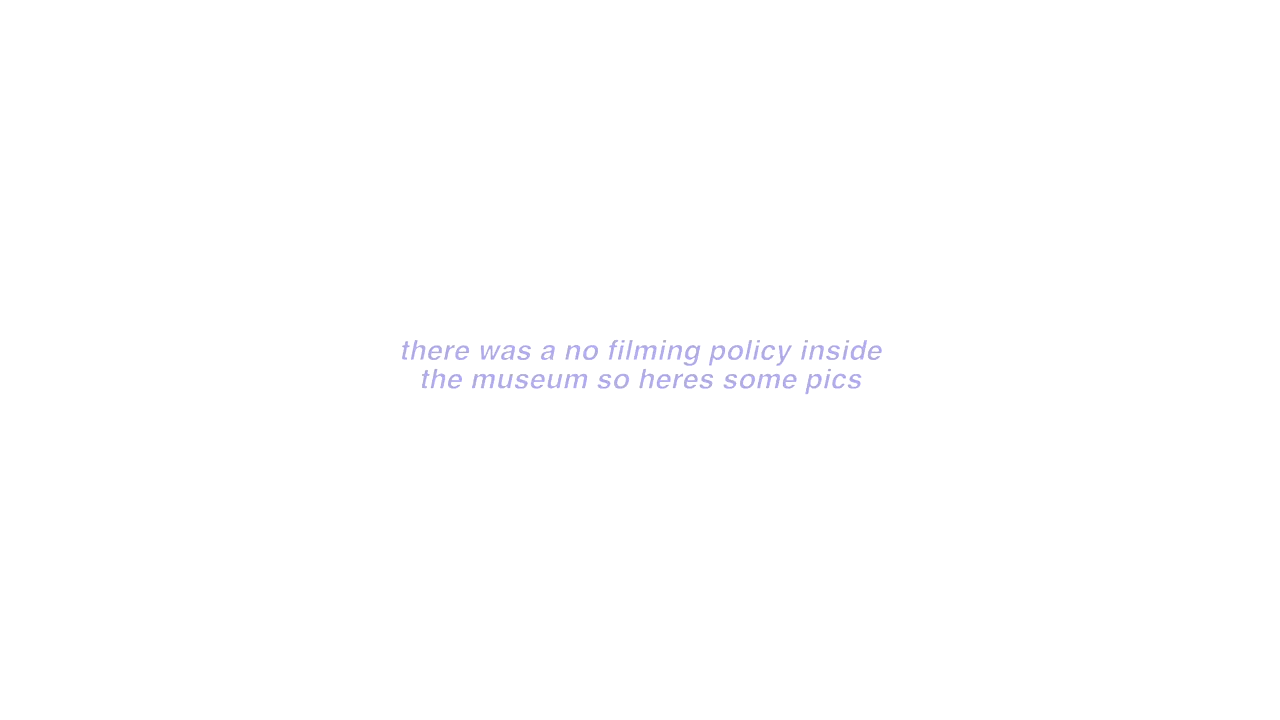 there was a no filming policy inside
the museum so heres some pics